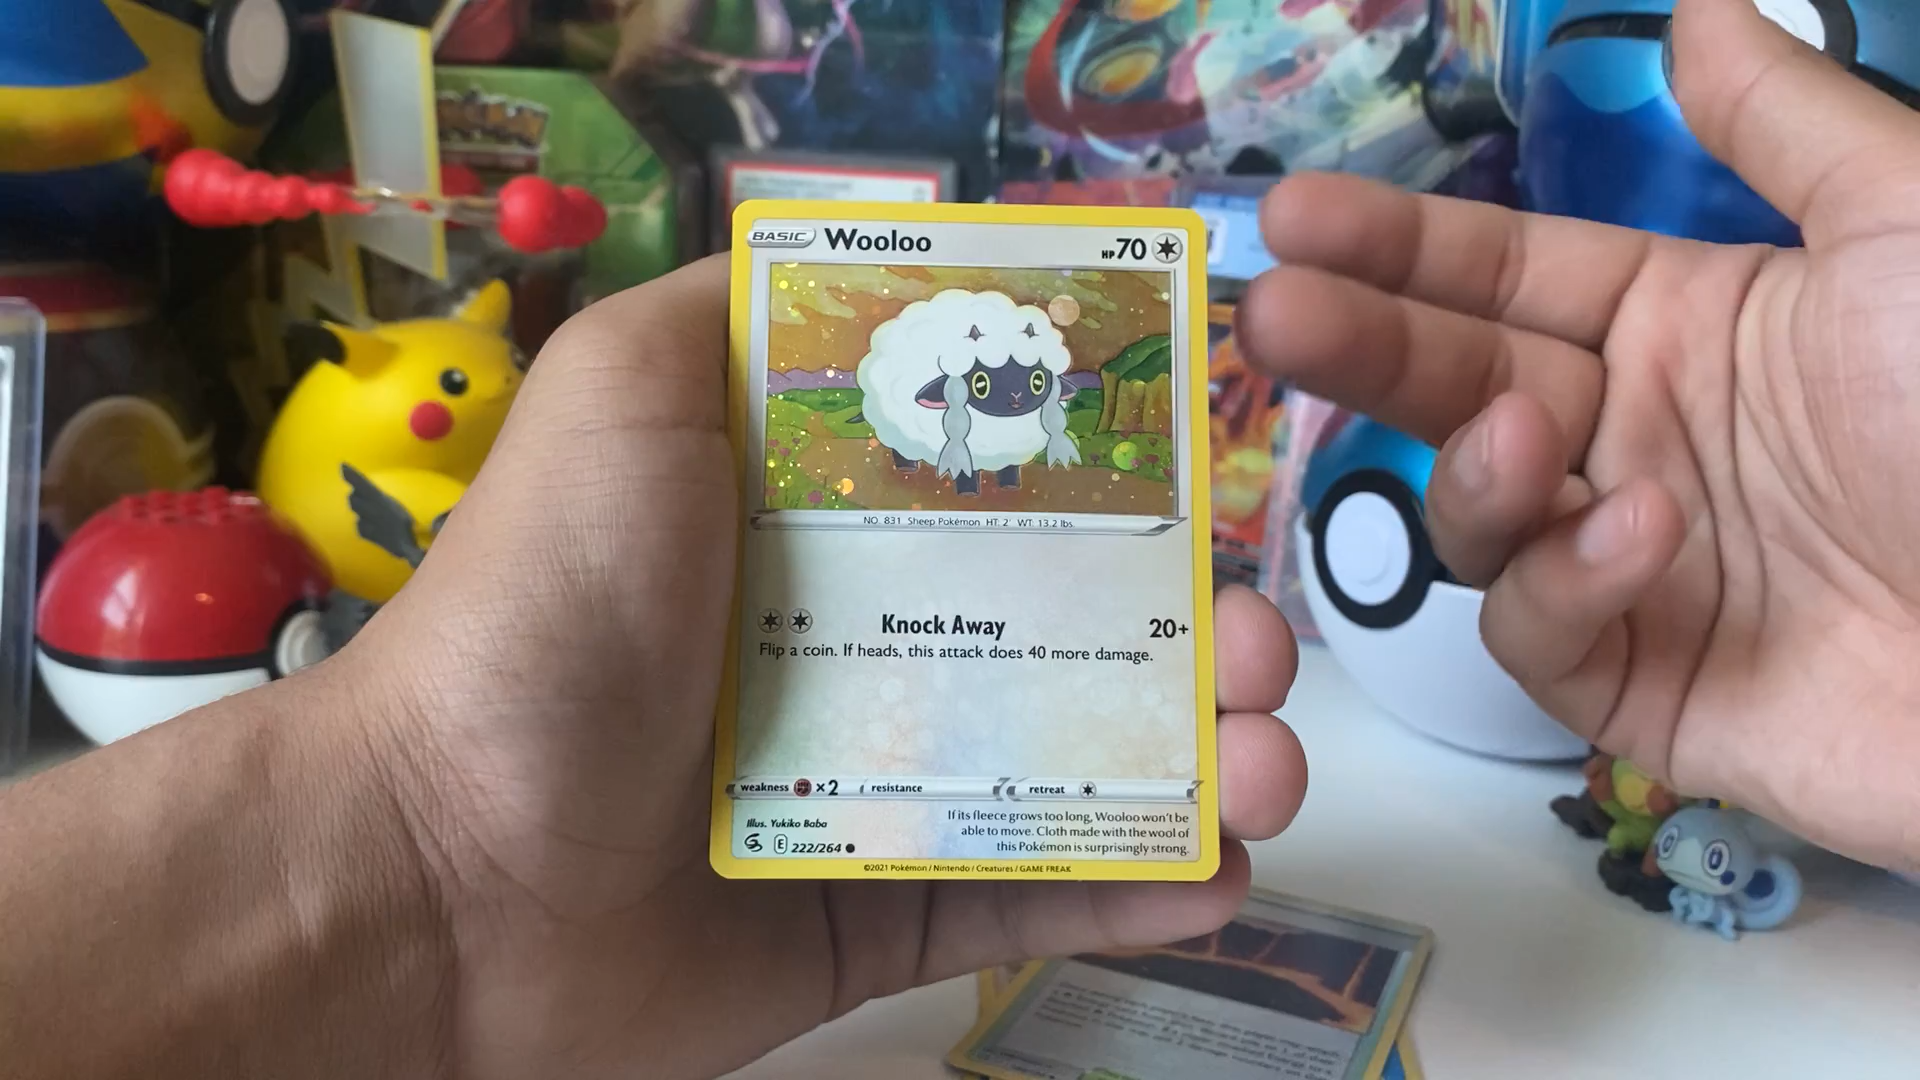 BASIC Wooloo HP70
NO. 831 Sheep Pokémon HT: 2' WT: 13.2 lbs.
Knock Away 20+
Flip a coin. If heads, this attack does 40 more damage.
weakness ×2 resistance retreat
Illus. Yukiko Baba
E 222/264
If its fleece grows too long, Wooloo won't be
able to move. Cloth made with the wool of
this Pokémon is surprisingly strong.
©2021 Pokémon / Nintendo / Creatures / GAME FREAK